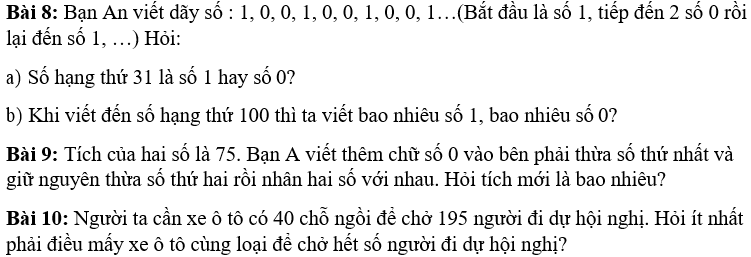 Bài 8: Bạn An viết dãy số : 1, 0, 0, 1, 0, 0, 1, 0, 0, 1…(Bắt đầu là số 1, tiếp đến 2 số 0 rồi
lại đến số 1, …) Hỏi:
a) Số hạng thứ 31 là số 1 hay số 0?
b) Khi viết đến số hạng thứ 100 thì ta viết bao nhiêu số 1, bao nhiêu số 0?
Bài 9: Tích của hai số là 75. Bạn A viết thêm chữ số 0 vào bên phải thừa số thứ nhất và
giữ nguyên thừa số thứ hai rồi nhân hai số với nhau. Hỏi tích mới là bao nhiêu?
Bài 10: Người ta cần xe ô tô có 40 chỗ ngồi để chở 195 người đi dự hội nghị. Hỏi ít nhất
phải điều mấy xe ô tô cùng loại để chở hết số người đi dự hội nghị?